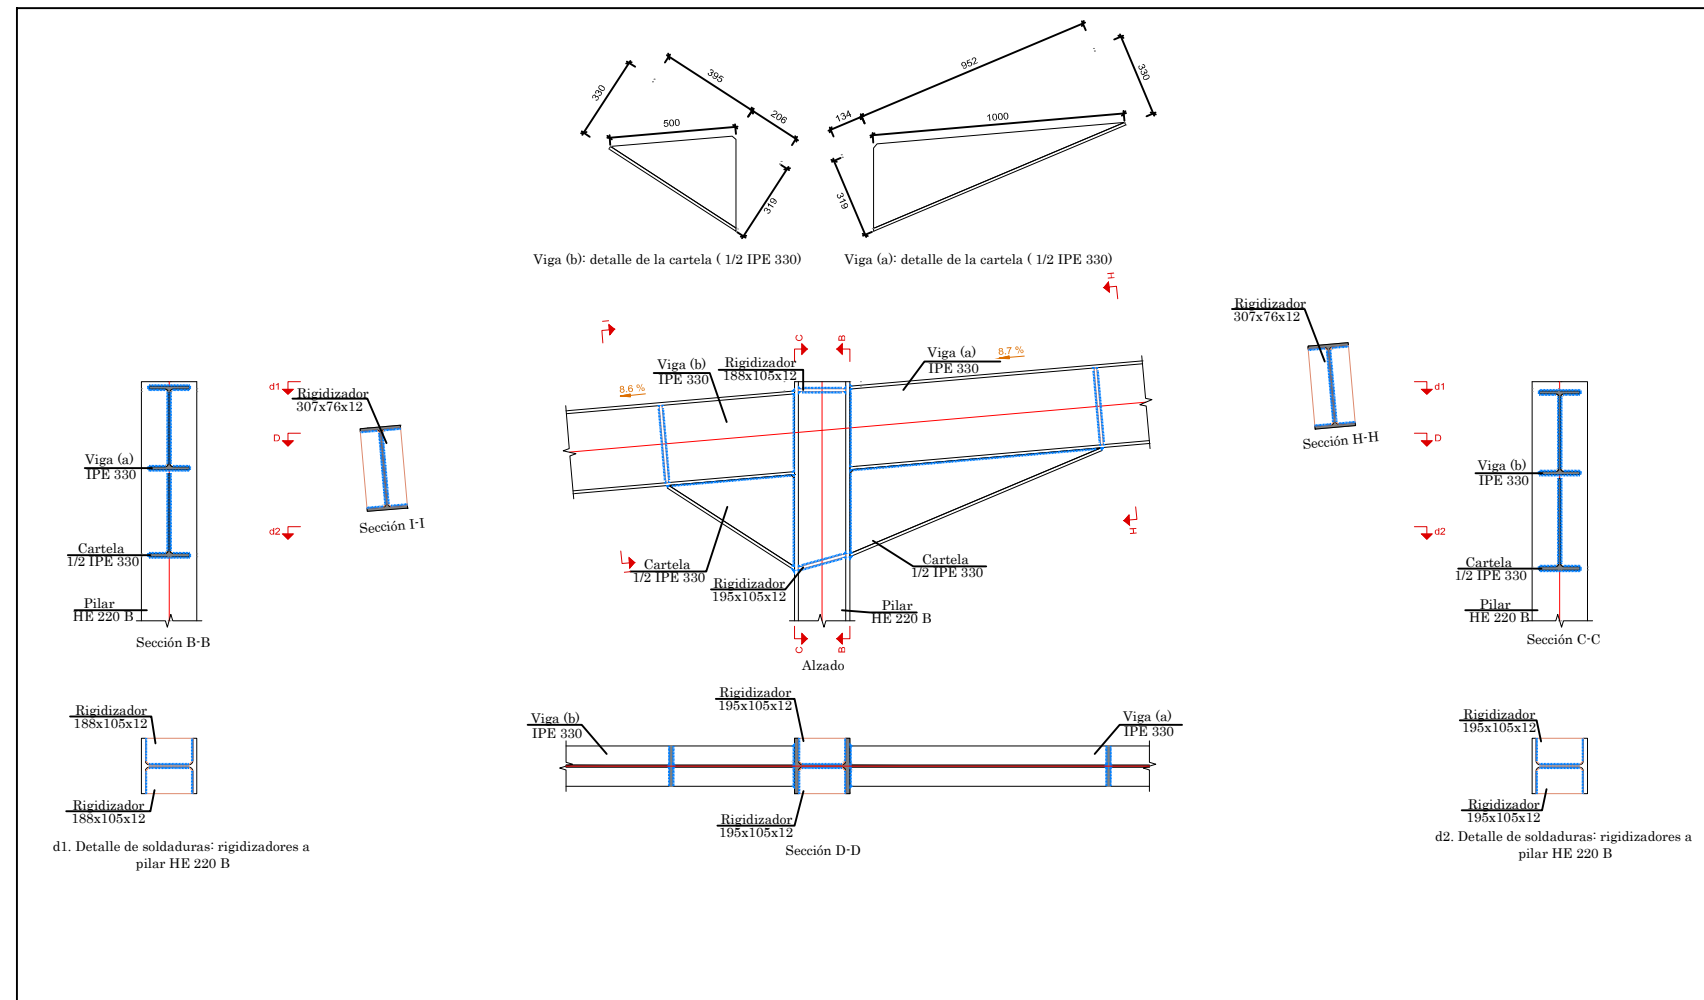 395
952
330
330
206
134
500
1000
319
319
Viga (b): detalle de la cartela ( 1/2 IPE 330)
Viga (a): detalle de la cartela ( 1/2 IPE 330)
H
Rigidizador
307x76x12
I
C
B
Viga (b)
IPE 330
Rigidizador
188x105x12
Viga (a)
IPE 330
8.7 %
8.6 %
d1
Rigidizador
307x76x12
d1
D
D
Sección H-H
Viga (a)
IPE 330
Viga (b)
IPE 330
Sección I-I
d2
H
d2
Cartela
1/2 IPE 330
Cartela
1/2 IPE 330
Rigidizador
195x105x12
Cartela
1/2 IPE 330
Cartela
1/2 IPE 330
Pilar
HE 220 B
Pilar
HE 220 B
Pilar
HE 220 B
Sección B-B
C
B
Alzado
Sección C-C
Rigidizador
188x105x12
Viga (b)
IPE 330
Rigidizador
195x105x12
Viga (a)
IPE 330
Rigidizador
195x105x12
Rigidizador
188x105x12
Rigidizador
195x105x12
Rigidizador
195x105x12
d1. Detalle de soldaduras: rigidizadores a
pilar HE 220 B
Sección D-D
d2. Detalle de soldaduras: rigidizadores a
pilar HE 220 B